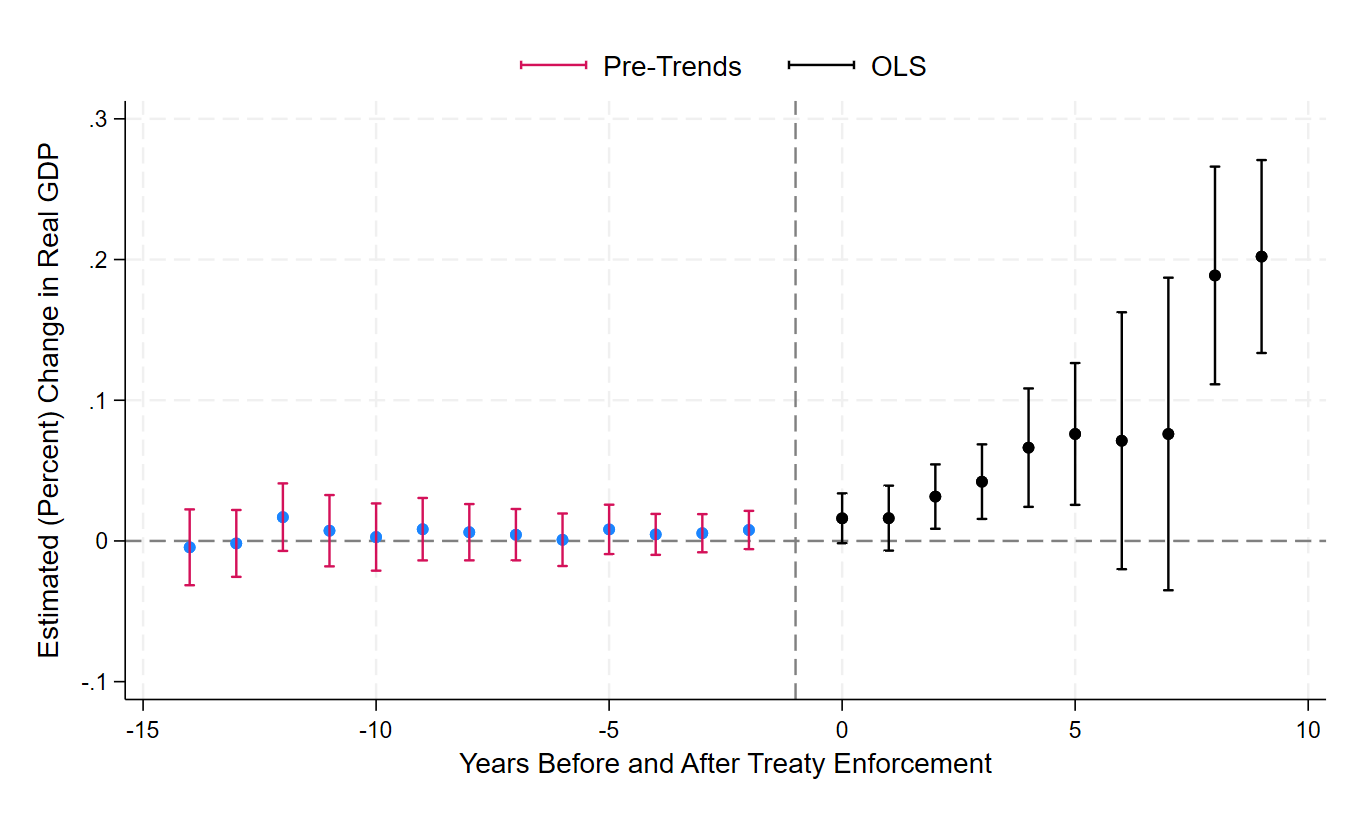 Pre-Trends OLS
.3
.2
.1
0
-.1
Estimated (Percent) Change in Real GDP
-15 -10 -5 0 5 10
Years Before and After Treaty Enforcement